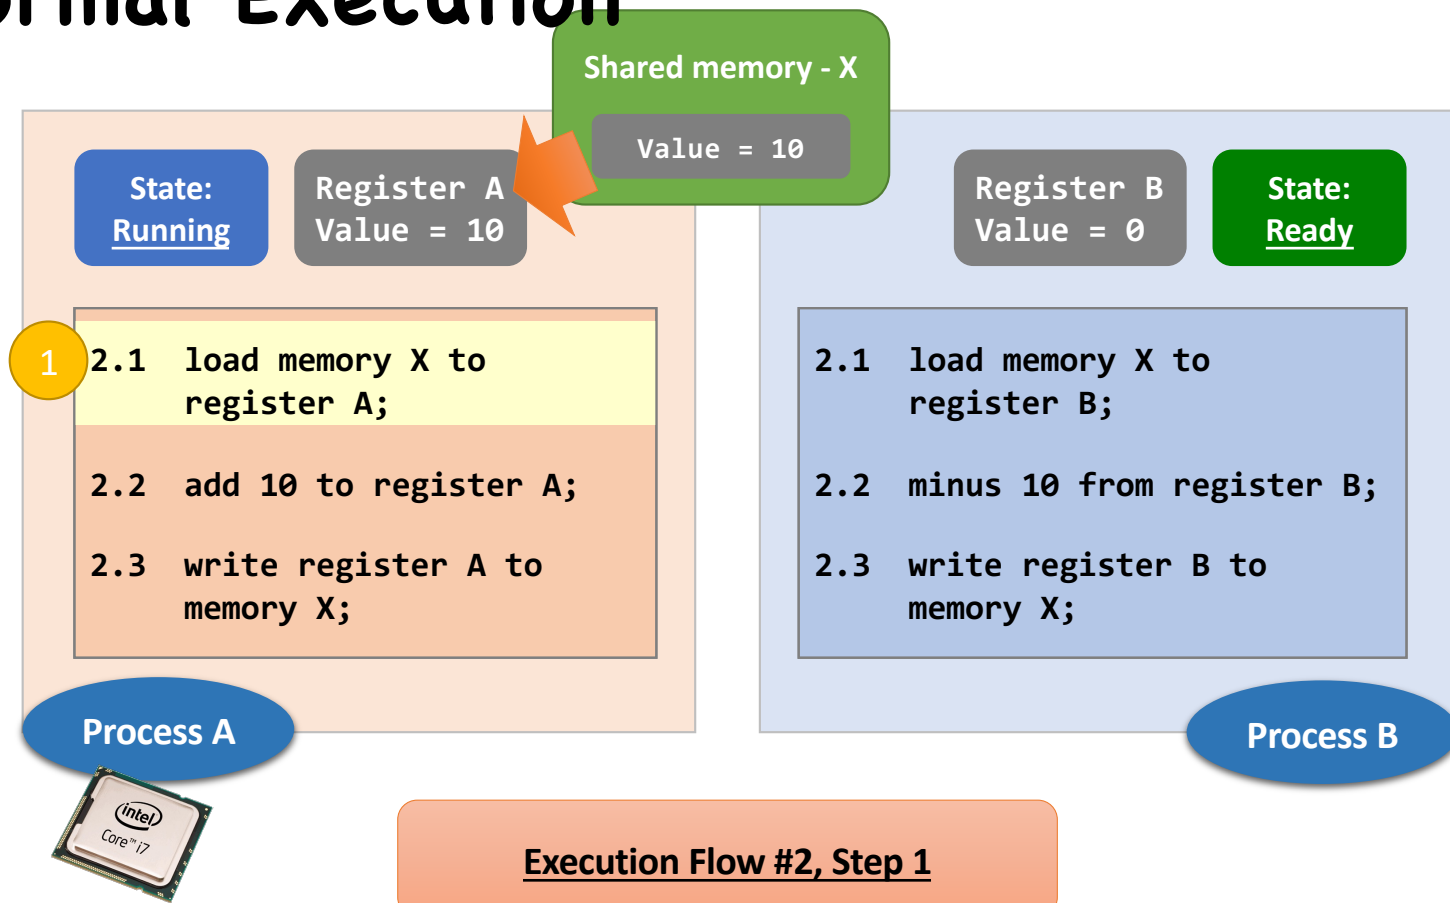 Execution
Shared memory - X
Value = 10
State:
Running
Register A
Value = 10
Register B
Value = 0
State:
Ready
1
2.1 load memory X to
register A;
2.2 add 10 to register A;
2.3 write register A to
memory X;
2.1 load memory X to
register B;
2.2 minus 10 from register B;
2.3 write register B to
memory X;
Process A
Process B
intel
Core™ i7
Execution Flow #2, Step 1